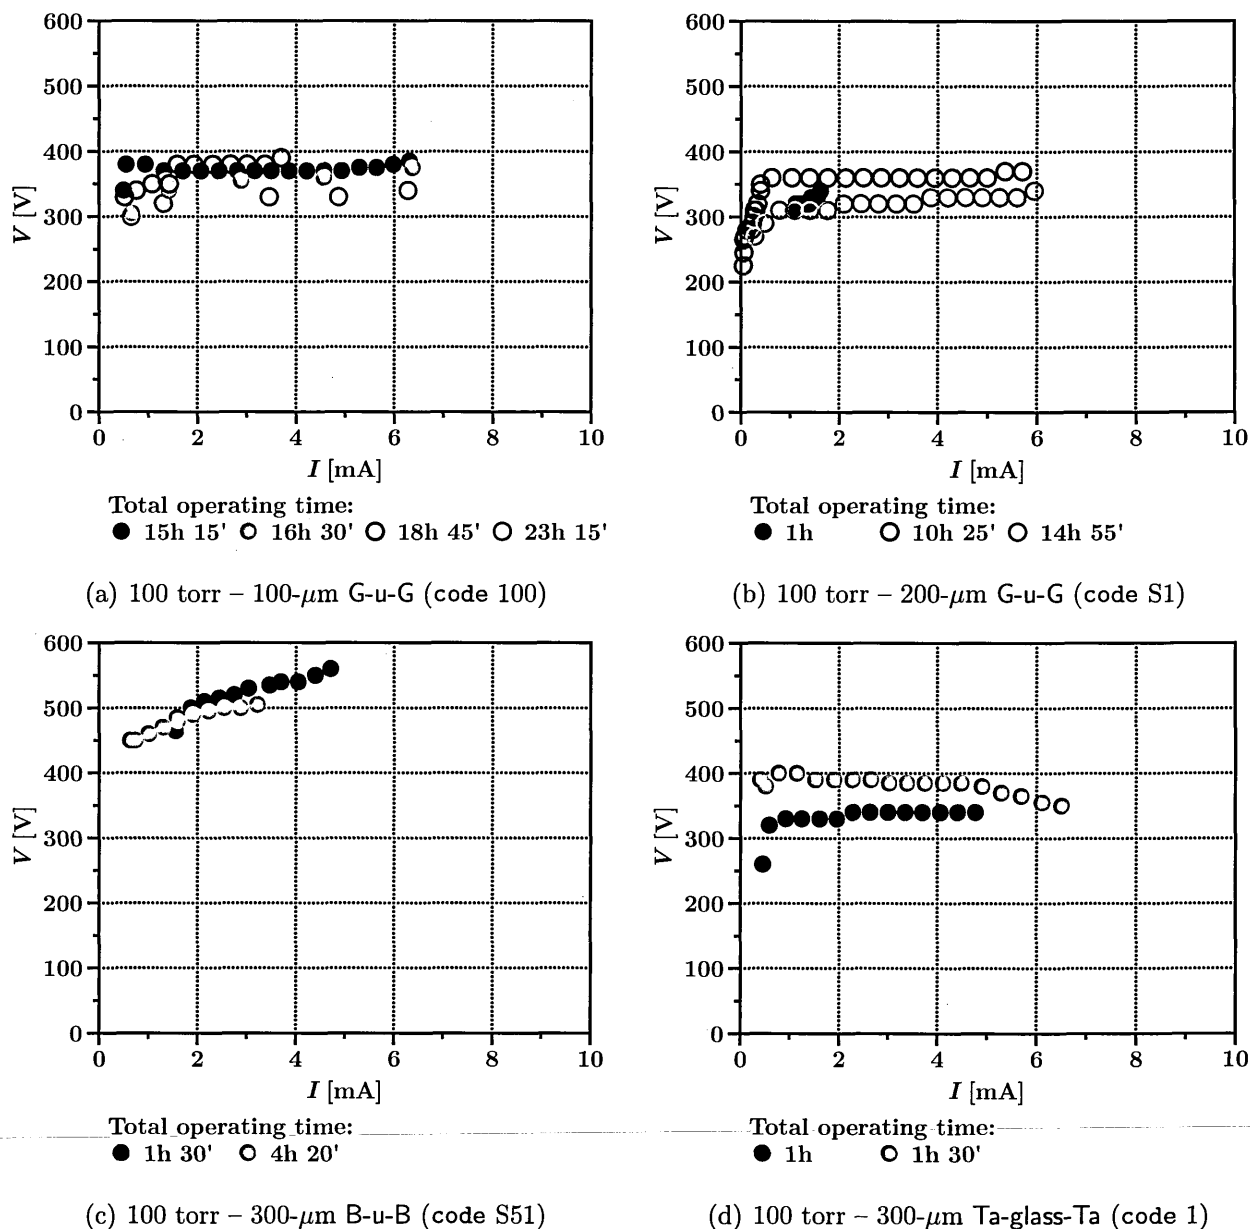 600
500
400
300
200
100
0
V [V]
0 2 4 6 8 10
I [mA]
Total operating time:
● 15h 15' ○ 16h 30' ○ 18h 45' ○ 23h 15'
(a) 100 torr – 100-μm G-u-G (code 100)
600
500
400
300
200
100
0
V [V]
0 2 4 6 8 10
I [mA]
Total operating time:
● 1h ○ 10h 25' ○ 14h 55'
(b) 100 torr – 200-μm G-u-G (code S1)
600
500
400
300
200
100
0
V [V]
0 2 4 6 8 10
I [mA]
Total operating time:
● 1h 30' ○ 4h 20'
(c) 100 torr – 300-μm B-u-B (code S51)
600
500
400
300
200
100
0
V [V]
0 2 4 6 8 10
I [mA]
Total operating time:
● 1h ○ 1h 30'
(d) 100 torr – 300-μm Ta-glass-Ta (code 1)